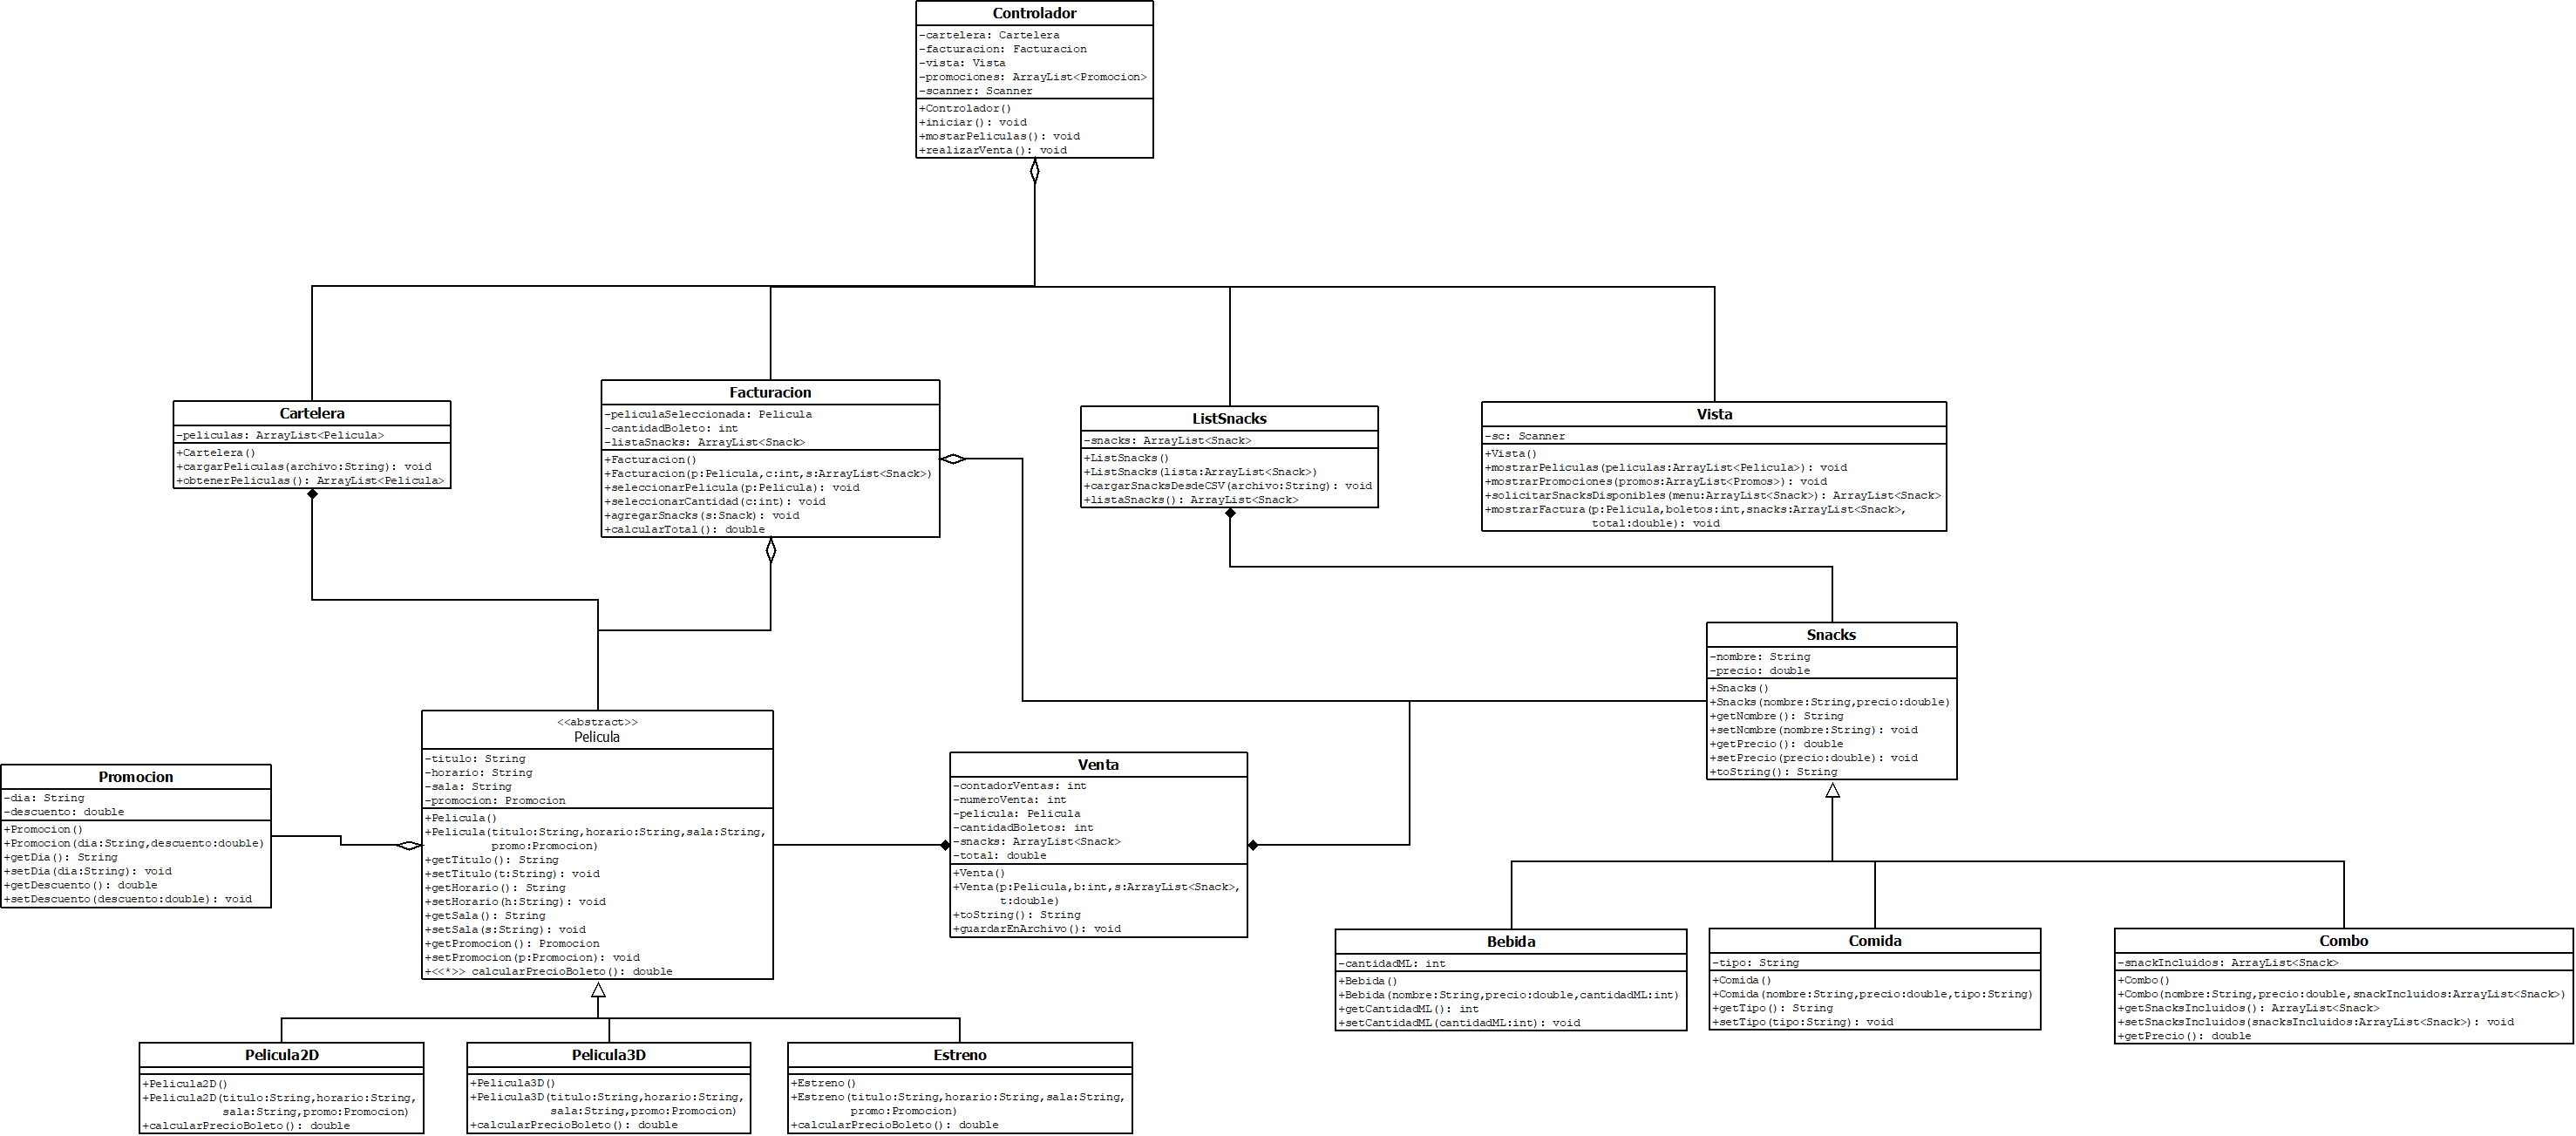 Controlador
-cartelera: Cartelera
-facturacion: Facturacion
-vista: Vista
-promociones: ArrayList<Promocion>
-scanner: Scanner
+Controlador()
+iniciar(): void
+mostarPeliculas(): void
+realizarVenta(): void
Cartelera
-peliculas: ArrayList<Pelicula>
+Cartelera()
+cargarPeliculas(archivo:String): void
+obtenerPeliculas(): ArrayList<Pelicula>
Facturacion
-peliculaSeleccionada: Pelicula
-cantidadBoleto: int
-listaSnacks: ArrayList<Snack>
+Facturacion()
+Facturacion(p:Pelicula,c:int,s:ArrayList<Snack>)
+seleccionarPelicula(p:Pelicula): void
+seleccionarCantidad(c:int): void
+agregarSnacks(s:Snack): void
+calcularTotal(): double
ListSnacks
-snacks: ArrayList<Snack>
+ListSnacks()
+ListSnacks(lista:ArrayList<Snack>)
+cargarSnacksDesdeCSV(archivo:String): void
+listaSnacks(): ArrayList<Snack>
Vista
-sc: Scanner
+Vista()
+mostrarPeliculas(peliculas:ArrayList<Pelicula>): void
+mostrarPromociones(promos:ArrayList<Promos>): void
+solicitarSnacksDisponibles(menu:ArrayList<Snack>): ArrayList<Snack>
+mostrarFactura(p:Pelicula,boletos:int,snacks:ArrayList<Snack>,
total:double): void
Snacks
-nombre: String
-precio: double
+Snacks()
+Snacks(nombre:String,precio:double)
+getNombre(): String
+setNombre(nombre:String): void
+getPrecio(): double
+setPrecio(precio:double): void
+toString(): String
Promocion
-dia: String
-descuento: double
+Promocion()
+Promocion(dia:String,descuento:double)
+getDia(): String
+setDia(dia:String): void
+getDescuento(): double
+setDescuento(descuento:double): void
<<abstract>>
Pelicula
-titulo: String
-horario: String
-sala: String
-promocion: Promocion
+Pelicula()
+Pelicula(titulo:String,horario:String,sala:String,
promo:Promocion)
+getTitulo(): String
+setTitulo(t:String): void
+getHorario(): String
+setHorario(h:String): void
+getSala(): String
+setSala(s:String): void
+getPromocion(): Promocion
+setPromocion(p:Promocion): void
+<<*>> calcularPrecioBoleto(): double
Venta
-contadorVentas: int
-numeroVenta: int
-pelicula: Pelicula
-cantidadBoletos: int
-snacks: ArrayList<Snack>
-total: double
+Venta()
+Venta(p:Pelicula,b:int,s:ArrayList<Snack>,
t:double)
+toString(): String
+guardarEnArchivo(): void
Bebida
-cantidadML: int
+Bebida()
+Bebida(nombre:String,precio:double,cantidadML:int)
+getCantidadML(): int
+setCantidadML(cantidadML:int): void
Comida
-tipo: String
+Comida()
+Comida(nombre:String,precio:double,tipo:String)
+getTipo(): String
+setTipo(tipo:String): void
Combo
-snackIncluidos: ArrayList<Snack>
+Combo()
+Combo(nombre:String,precio:double,snackIncluidos:ArrayList<Snack>)
+getSnacksIncluidos(): ArrayList<Snack>
+setSnacksIncluidos(snacksIncluidos:ArrayList<Snack>): void
+getPrecio(): double
Pelicula2D
+Pelicula2D()
+Pelicula2D(titulo:String,horario:String,
sala:String,promo:Promocion)
+calcularPrecioBoleto(): double
Pelicula3D
+Pelicula3D()
+Pelicula3D(titulo:String,horario:String,
sala:String,promo:Promocion)
+calcularPrecioBoleto(): double
Estreno
+Estreno()
+Estreno(titulo:String,horario:String,sala:String,
promo:Promocion)
+calcularPrecioBoleto(): double